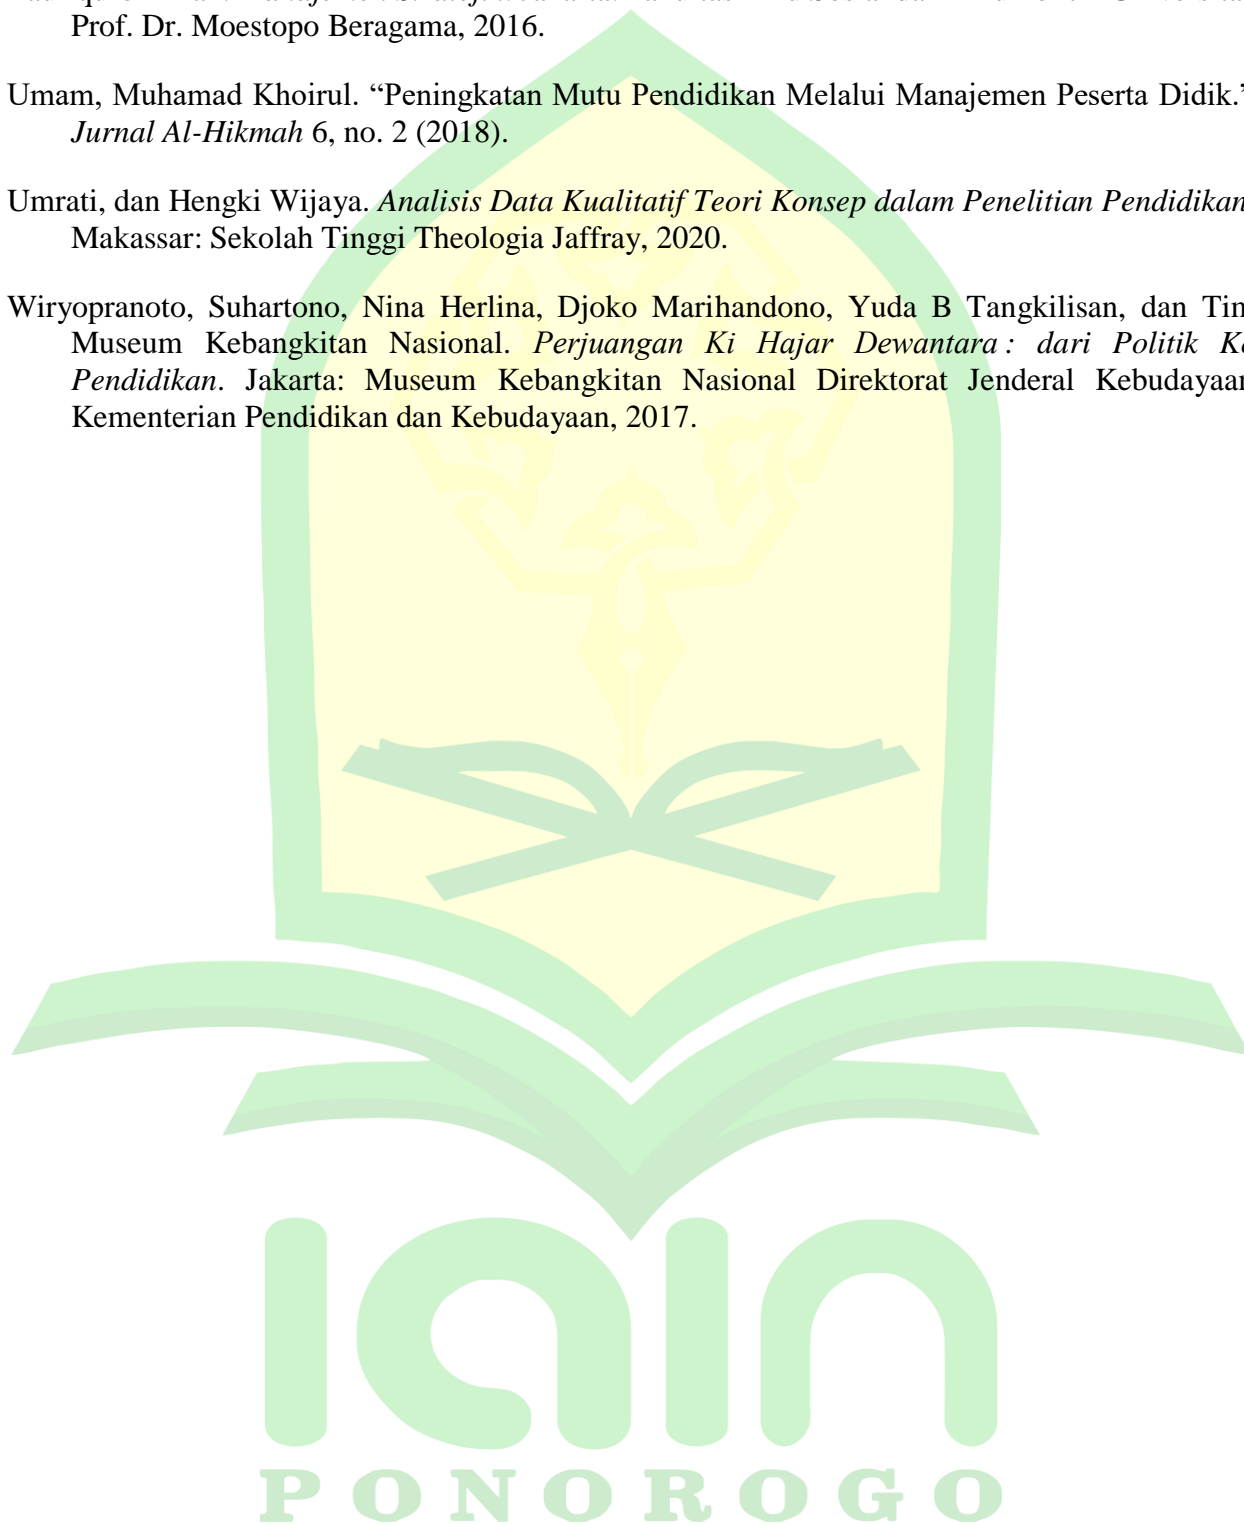 Prof. Dr. Moestopo Beragama, 2016.
Umam, Muhamad Khoirul. “Peningkatan Mutu Pendidikan Melalui Manajemen Peserta Didik.”
Jurnal Al-Hikmah 6, no. 2 (2018).
Umrati, dan Hengki Wijaya. Analisis Data Kualitatif Teori Konsep dalam Penelitian Pendidikan
Makassar: Sekolah Tinggi Theologia Jaffray, 2020.
Wiryopranoto, Suhartono, Nina Herlina, Djoko Marihandono, Yuda B Tangkilisan, dan Tim
Museum Kebangkitan Nasional. Perjuangan Ki Hajar Dewantara : dari Politik Ke
Pendidikan. Jakarta: Museum Kebangkitan Nasional Direktorat Jenderal Kebudayaan
Kementerian Pendidikan dan Kebudayaan, 2017.
IAIN
PONOROGO